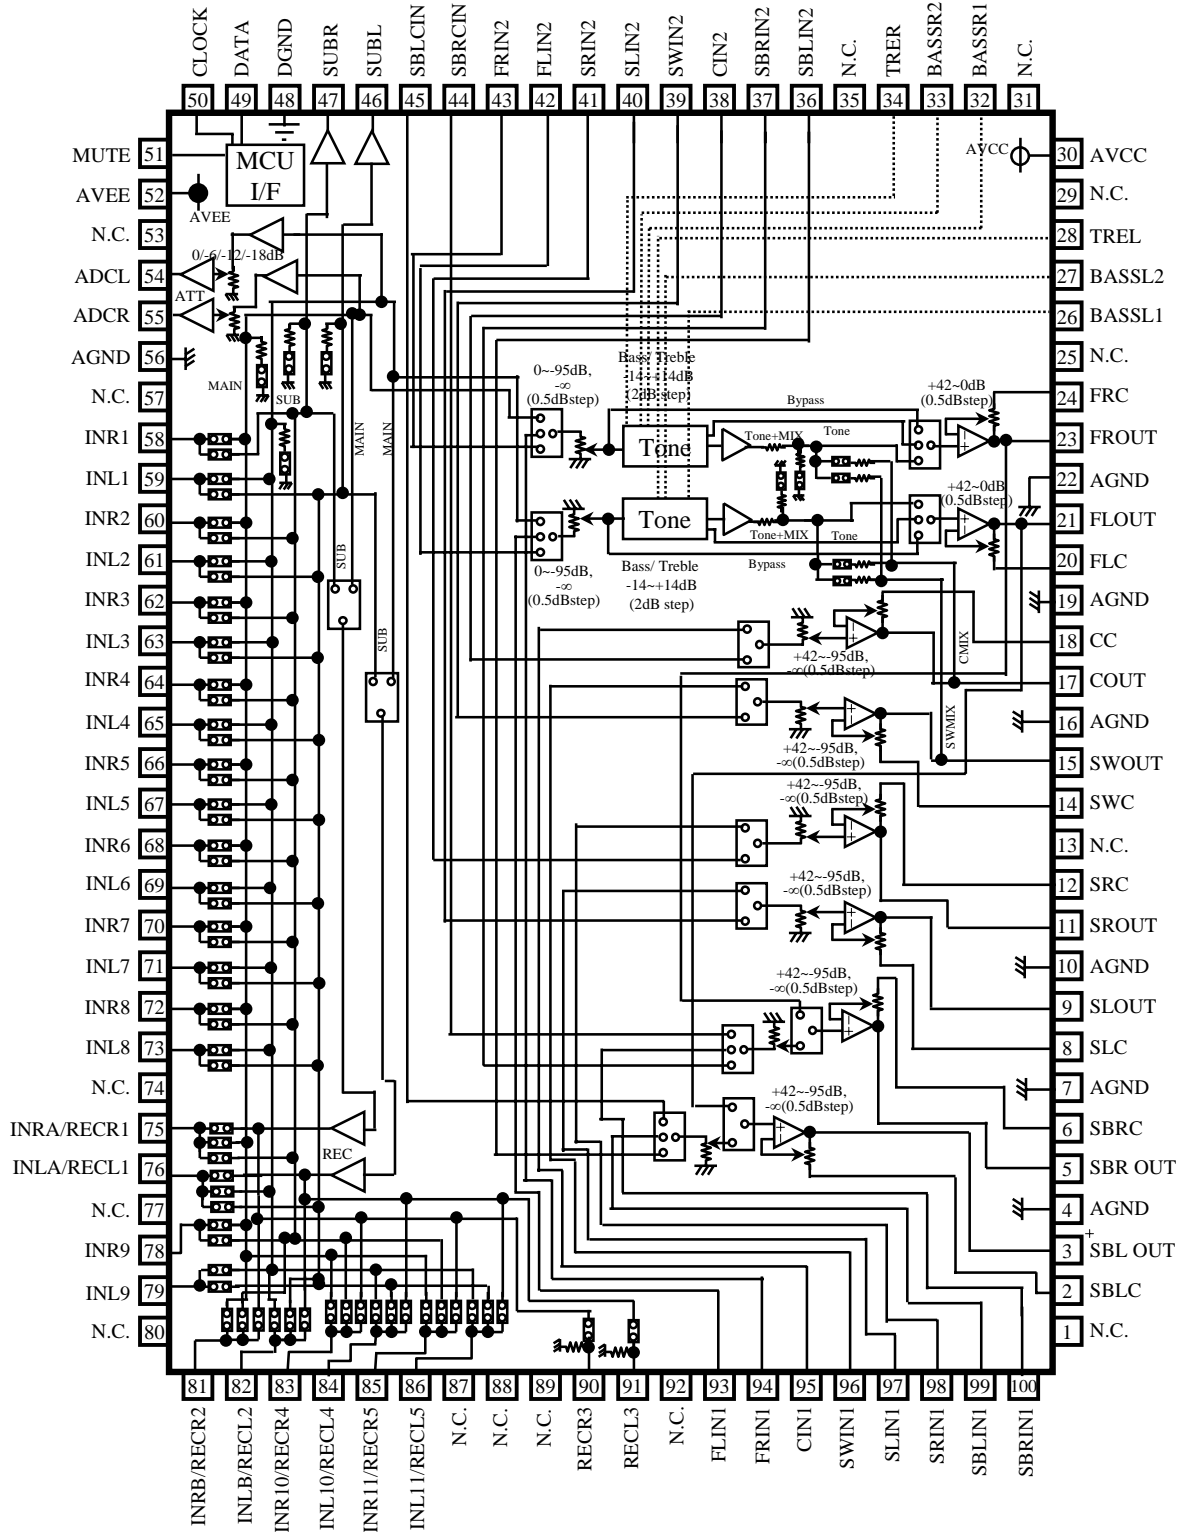 CLOCK
DATA
DGND
SUBR
SUBL
SBLCIN
SBRCIN
FRIN2
FLIN2
SRIN2
SLIN2
SWIN2
CIN2
SBRIN2
SBLIN2
N.C.
TRER
BASSR2
BASSR1
N.C.
50 49 48 47 46 45 44 43 42 41 40 39 38 37 36 35 34 33 32 31
MUTE 51
MCU
I/F
AVCC
30 AVCC
AVEE 52
AVEE
29 N.C.
N.C. 53
28 TREL
0/-6/-12/-18dB
ADCL 54
27 BASSL2
ATT
ADCR 55
26 BASSL1
AGND 56
25 N.C.
Bass/ Treble
-14~+14dB
(2dB step)
0~-95dB,
-∞
(0.5dBstep)
MAIN
SUB
MAIN
MAIN
N.C. 57
+42~0dB
(0.5dBstep)
24 FRC
Bypass
INR1 58
Tone
Tone+MIX
Tone
23 FROUT
INL1 59
22 AGND
+42~0dB
(0.5dBstep)
INR2 60
Tone
Tone+MIX
Tone
21 FLOUT
INL2 61
SUB
Bypass
20 FLC
Bass/ Treble
-14~+14dB
(2dB step)
0~-95dB,
-∞
(0.5dBstep)
INR3 62
19 AGND
INL3 63
SUB
CMIX
18 CC
+42~-95dB,
-∞(0.5dBstep)
INR4 64
17 COUT
INL4 65
SWMIX
16 AGND
+42~-95dB,
-∞(0.5dBstep)
INR5 66
15 SWOUT
+42~-95dB,
-∞(0.5dBstep)
INL5 67
14 SWC
INR6 68
13 N.C.
INL6 69
12 SRC
+42~-95dB,
-∞(0.5dBstep)
INR7 70
11 SROUT
INL7 71
10 AGND
+42~-95dB,
-∞(0.5dBstep)
INR8 72
9 SLOUT
INL8 73
8 SLC
N.C. 74
7 AGND
+42~-95dB,
-∞(0.5dBstep)
INRA/RECR1 75
6 SBRC
REC
INLA/RECL1 76
5 SBR OUT
N.C. 77
4 AGND
+
INR9 78
3 SBL OUT
INL9 79
2 SBLC
N.C. 80
1 N.C.
81 82 83 84 85 86 87 88 89 90 91 92 93 94 95 96 97 98 99 100
INRB/RECR2
INLB/RECL2
INR10/RECR4
INL10/RECL4
INR11/RECR5
INL11/RECL5
N.C.
N.C.
N.C.
RECR3
RECL3
N.C.
FLIN1
FRIN1
CIN1
SWIN1
SLIN1
SRIN1
SBLIN1
SBRIN1